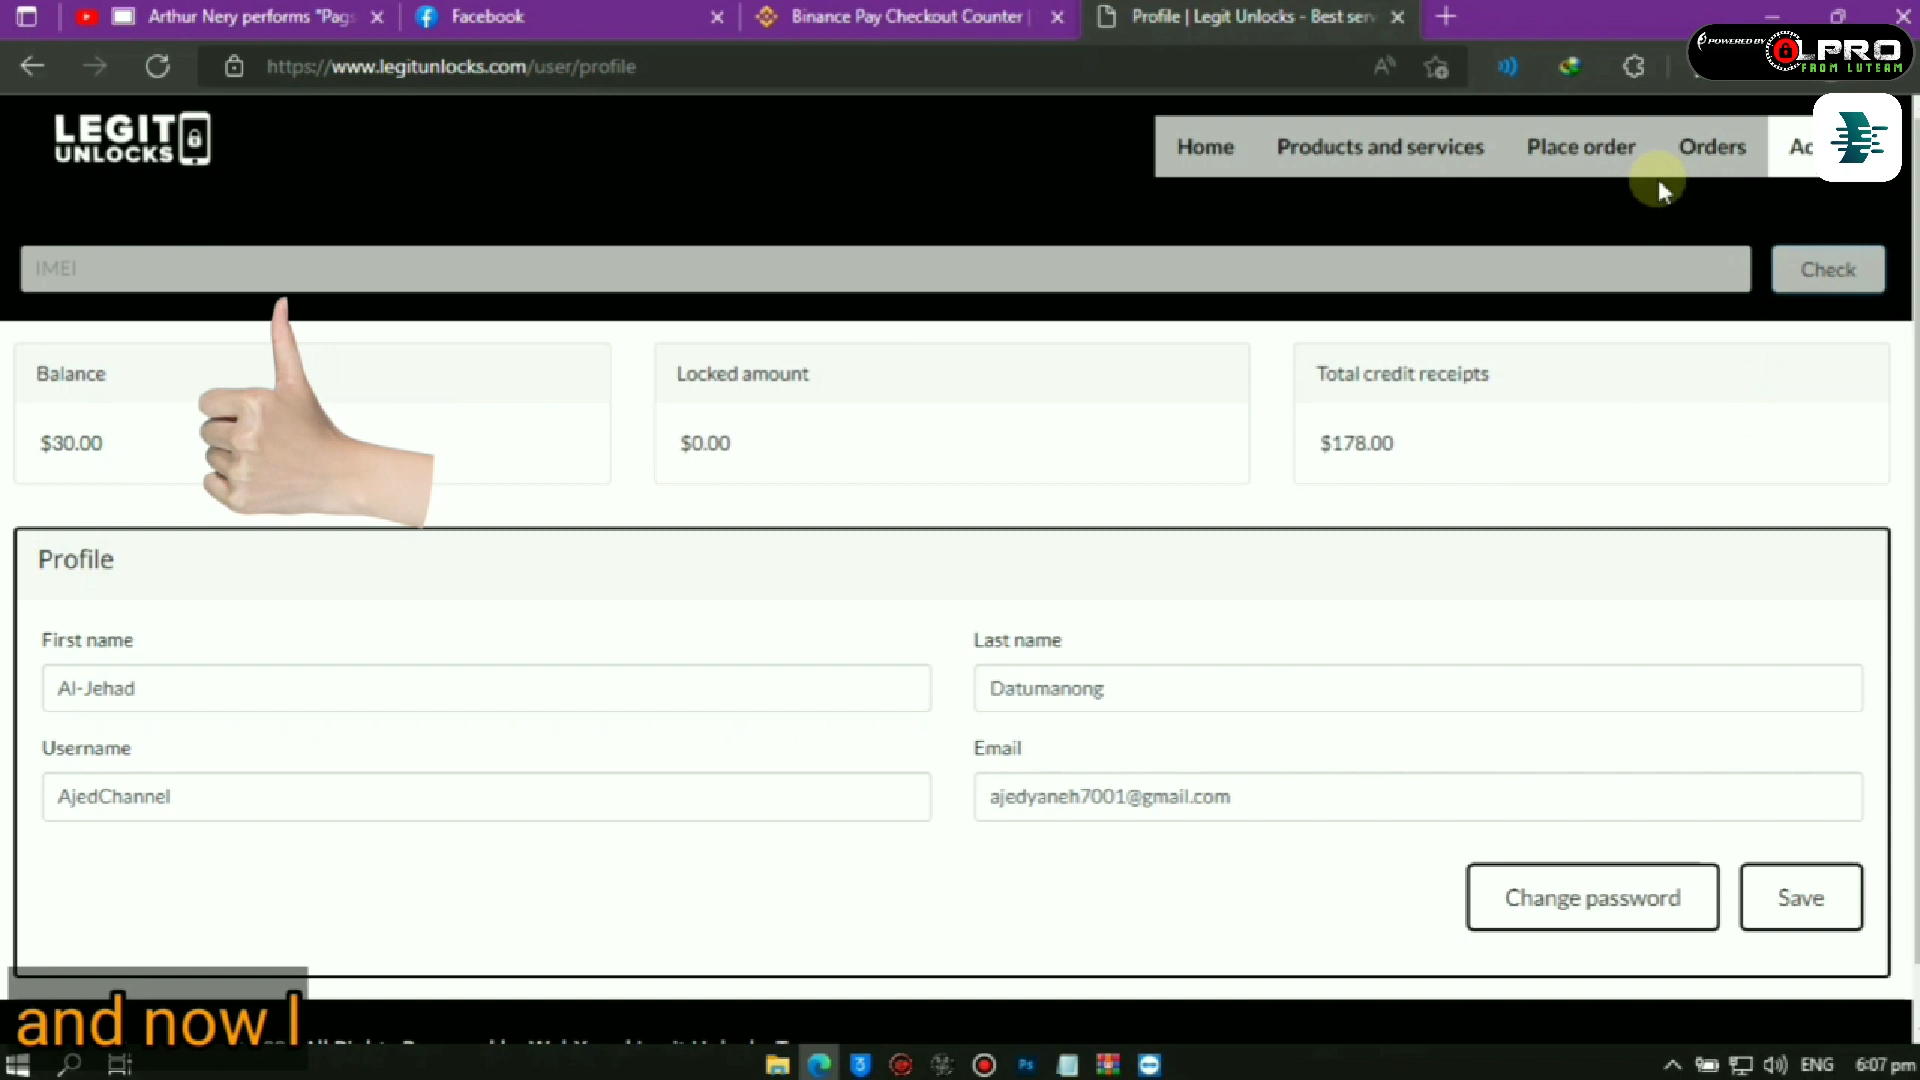 Arthur Nery performs "Pags
Facebook
Binance Pay Checkout Counter
Profile | Legit Unlocks - Best ser
POWERED BY
LPRO
FROM LUTEAM
https://www.legitunlocks.com/user/profile
LEGIT
UNLOCKS
Home
Products and services
Place order
Orders
Ac
IMEI
Check
Balance
Locked amount
Total credit receipts
$30.00
$0.00
$178.00
Profile
First name
Last name
Al-Jehad
Datumanong
Username
Email
AjedChannel
ajedyaneh7001@gmail.com
Change password
Save
and now I
ENG
6:07 pm